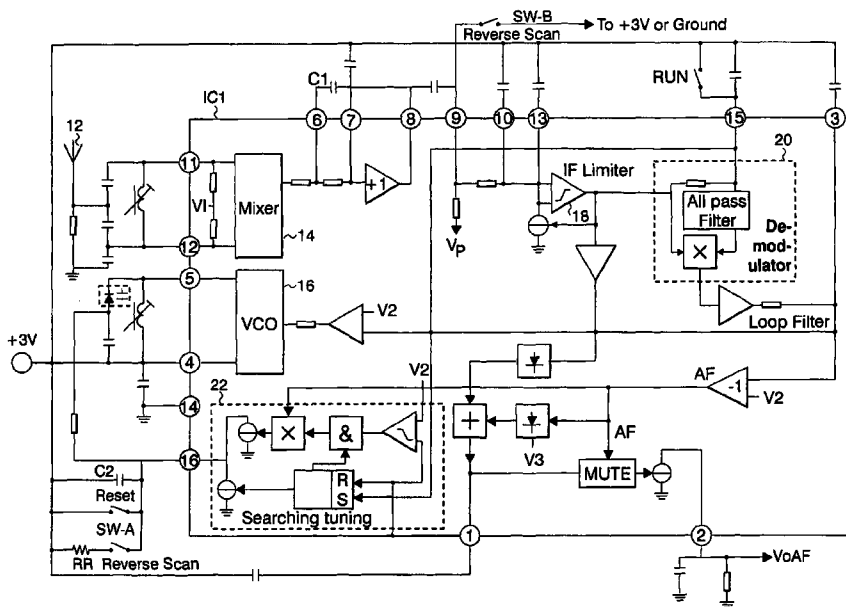 SW-B
To +3V or Ground
Reverse Scan
C1
RUN
IC1
6
7
8
9
10
13
15
3
12
20
11
IF Limiter
VI
Mixer
+1
All pass
Filter
18
De-
mod-
ulator
12
14
VP
X
5
16
VCO
V2
Loop Filter
+3V
4
V2
AF
-1
22
V2
14
X
&
+
AF
V3
16
MUTE
R
S
C2
Reset
Searching tuning
SW-A
1
2
RR
Reverse Scan
VoAF